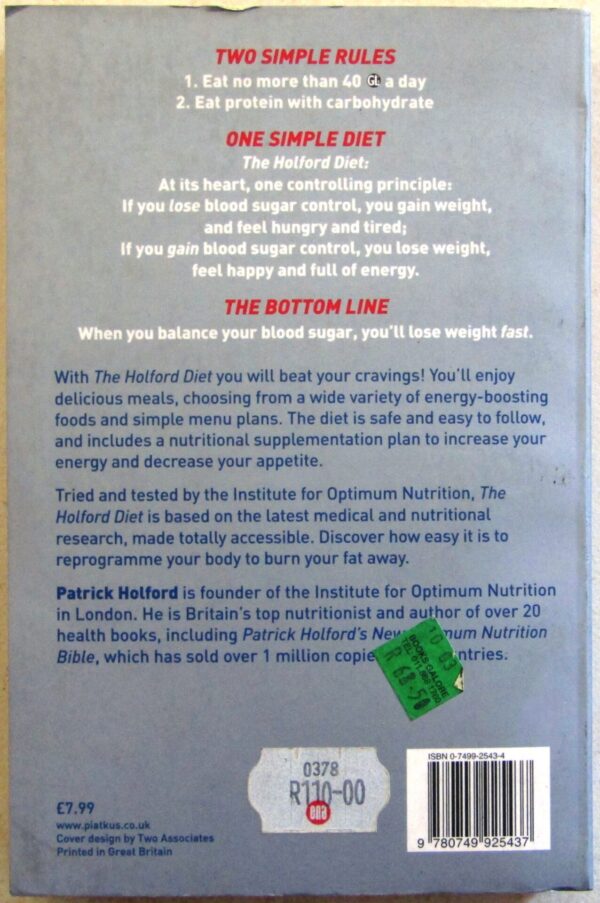 TWO SIMPLE RULES
1. Eat no more than 40 GL a day
2. Eat protein with carbohydrate
ONE SIMPLE DIET
The Holford Diet:
At its heart, one controlling principle:
If you lose blood sugar control, you gain weight,
and feel hungry and tired;
If you gain blood sugar control, you lose weight,
feel happy and full of energy.
THE BOTTOM LINE
When you balance your blood sugar, you'll lose weight fast.
With The Holford Diet you will beat your cravings! You'll enjoy
delicious meals, choosing from a wide variety of energy-boosting
foods and simple menu plans. The diet is safe and easy to follow,
and includes a nutritional supplementation plan to increase your
energy and decrease your appetite.
Tried and tested by the Institute for Optimum Nutrition, The
Holford Diet is based on the latest medical and nutritional
research, made totally accessible. Discover how easy it is to
reprogramme your body to burn your fat away.
Patrick Holford is founder of the Institute for Optimum Nutrition
in London. He is Britain's top nutritionist and author of over 20
health books, including Patrick Holford's New mum Nutrition
Bible, which has sold over 1 million copie ntries.
10 03
BOOKS GALORE
R 68-50
ISBN 0-7499-2543-4
0378
R110-00
ena
£7.99
www.piatkus.co.uk
Cover design by Two Associates
Printed in Great Britain
9 780749 925437